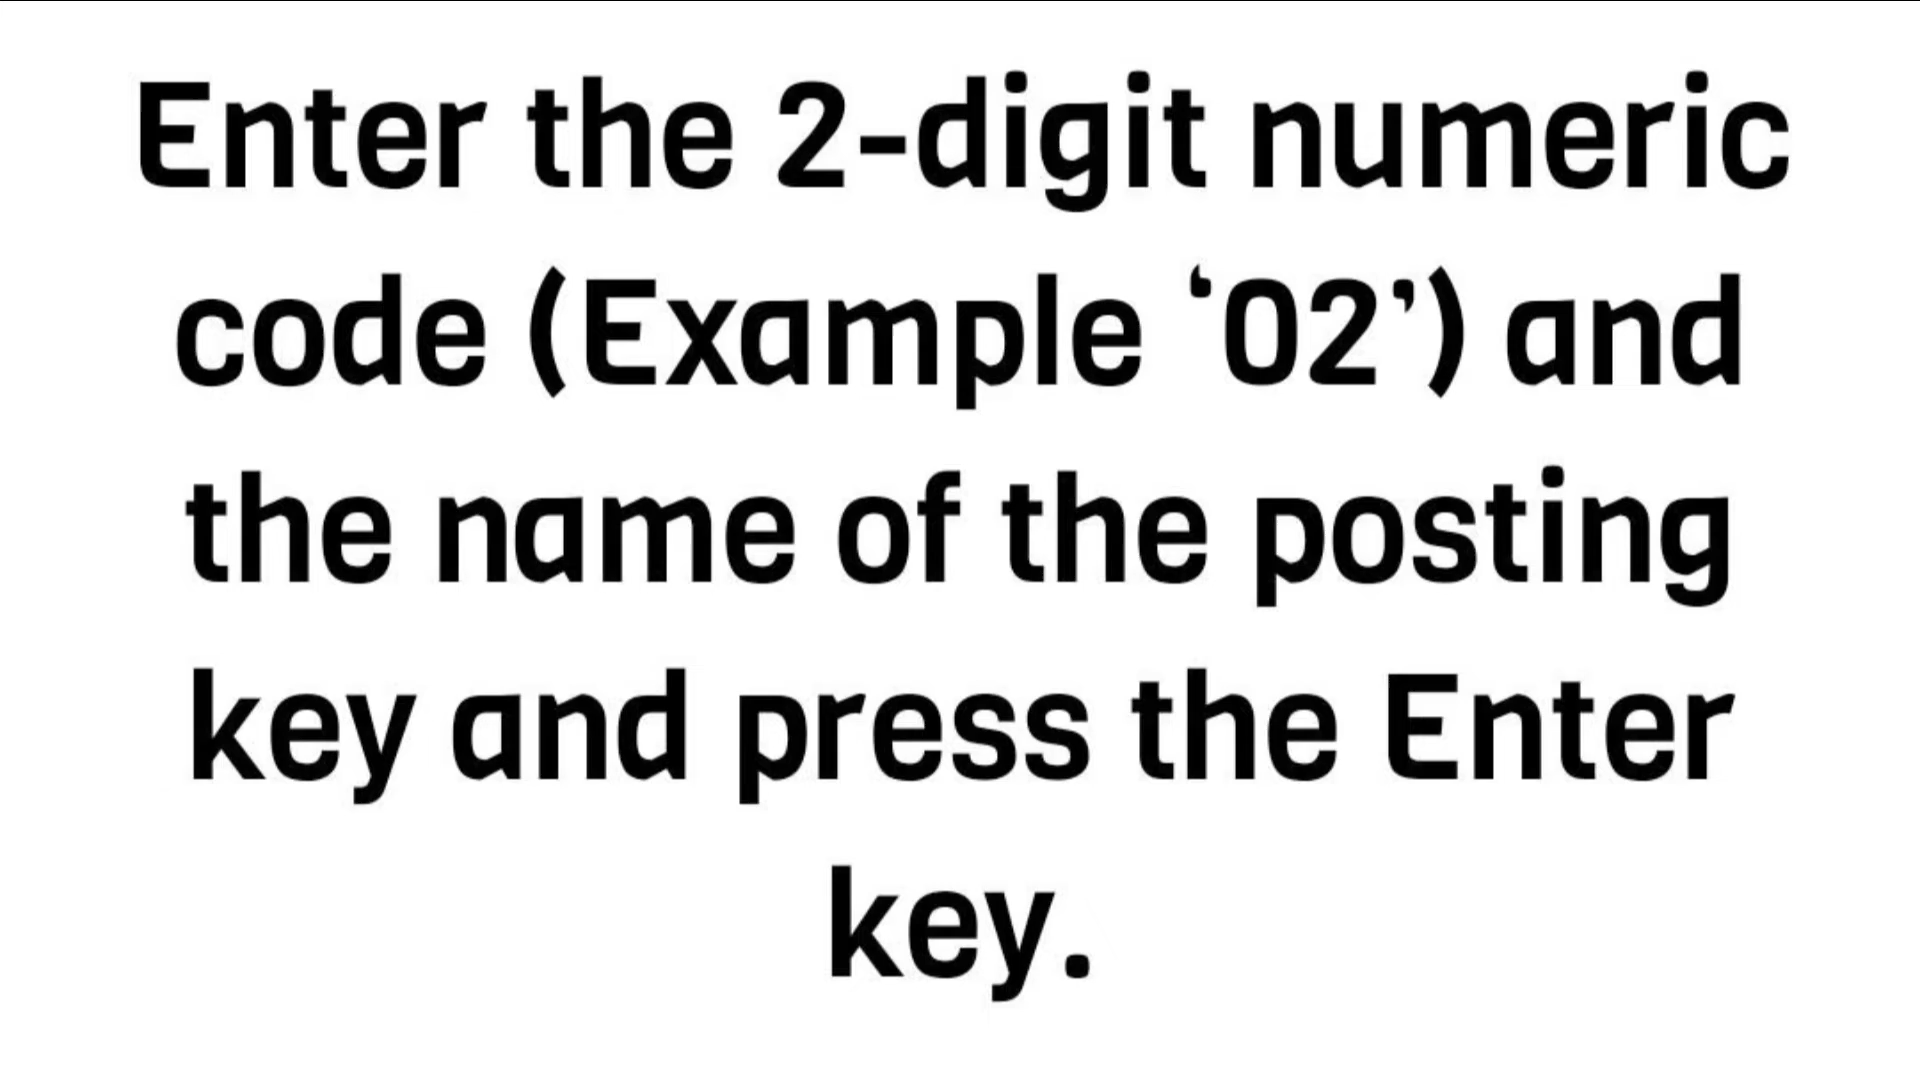 Enter the 2-digit numeric
code (Example ‘02’) and
the name of the posting
key and press the Enter
key.